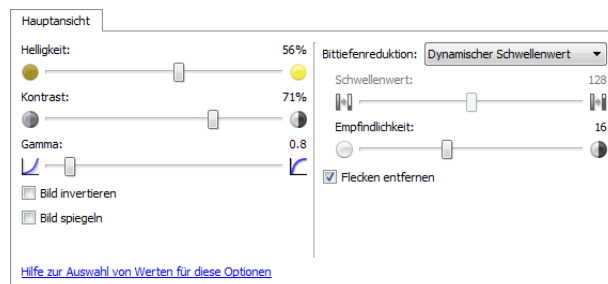 Hauptansicht
Helligkeit: 56%
Kontrast: 71%
Gamma: 0.8
Bild invertieren
Bild spiegeln
Hilfe zur Auswahl von Werten für diese Optionen
Bittiefenreduktion: Dynamischer Schwellenwert
Schwellenwert: 128
Empfindlichkeit: 16
Flecken entfernen